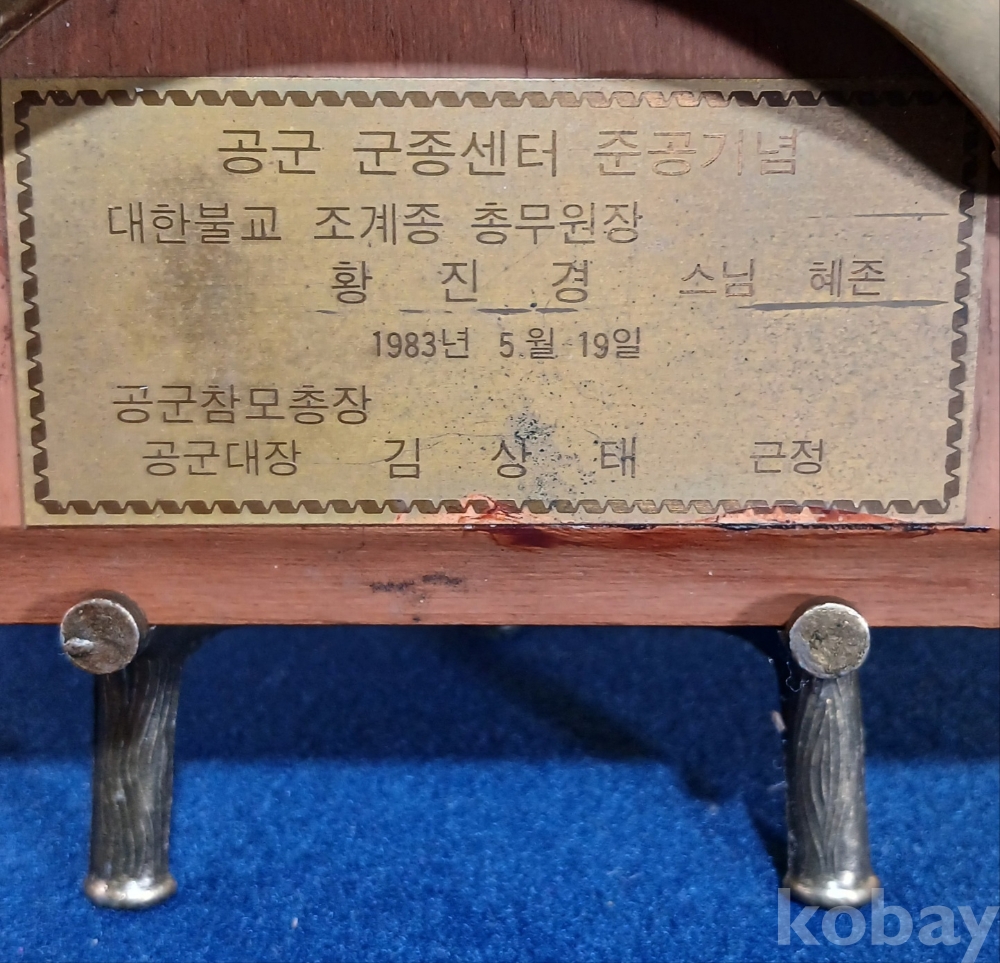 공군 군종센터 준공기념
대한불교 조계종 총무원장
황 진 경 스님 혜존
1983년 5월 19일
공군참모총장
공군대장 김 상 태 근정
kobay